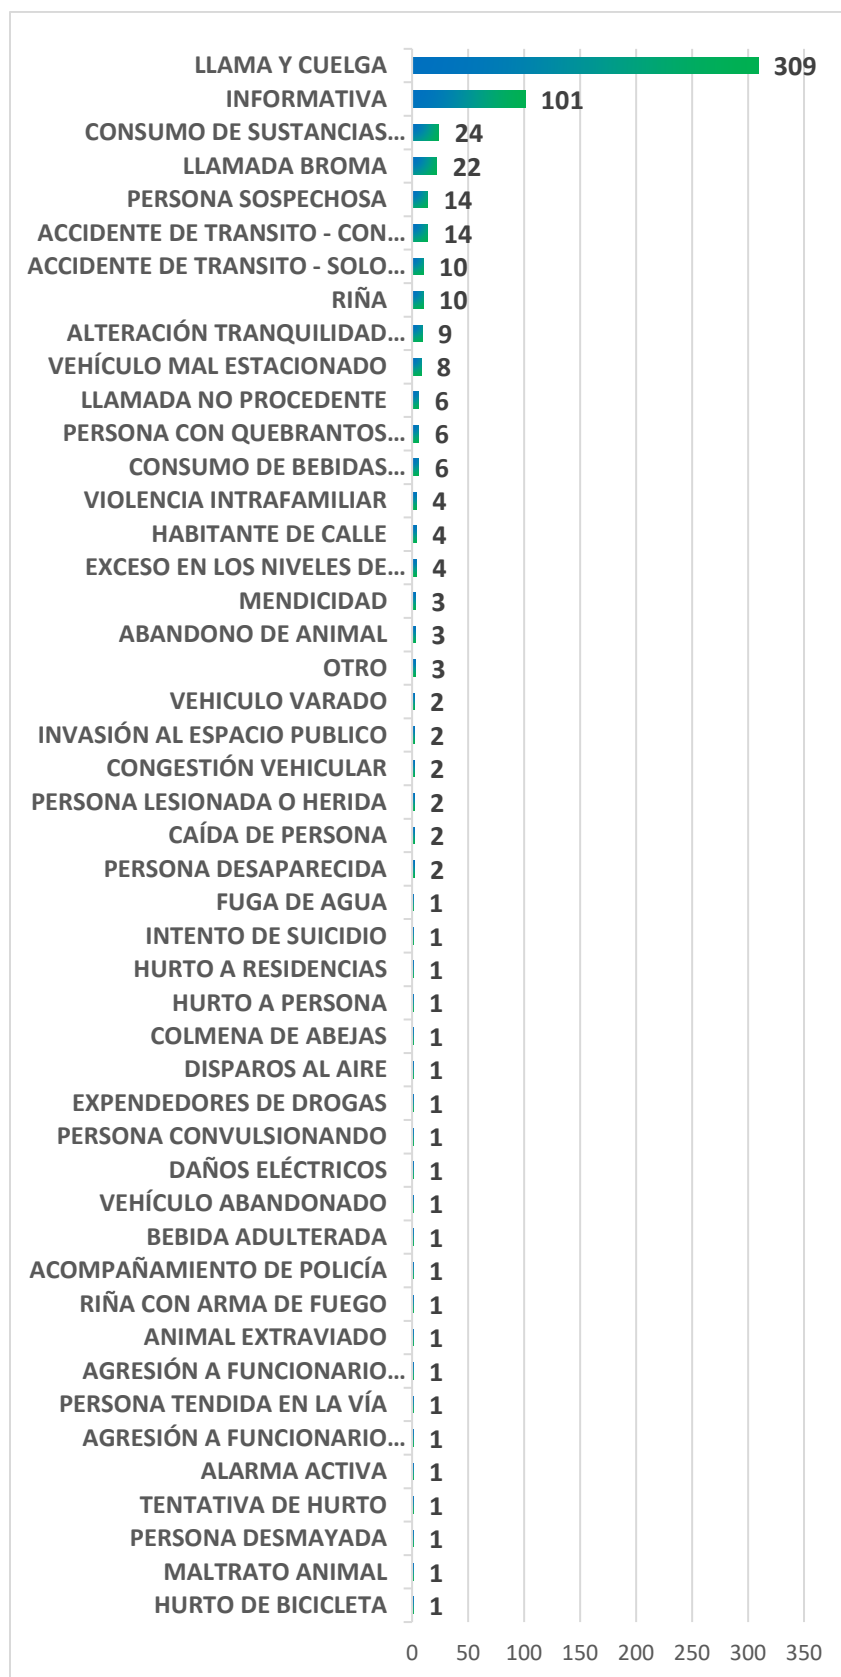 LLAMA Y CUELGA 309
INFORMATIVA 101
CONSUMO DE SUSTANCIAS... 24
LLAMADA BROMA 22
PERSONA SOSPECHOSA 14
ACCIDENTE DE TRANSITO - CON... 14
ACCIDENTE DE TRANSITO - SOLO... 10
RIÑA 10
ALTERACIÓN TRANQUILIDAD... 9
VEHÍCULO MAL ESTACIONADO 8
LLAMADA NO PROCEDENTE 6
PERSONA CON QUEBRANTOS... 6
CONSUMO DE BEBIDAS... 6
VIOLENCIA INTRAFAMILIAR 4
HABITANTE DE CALLE 4
EXCESO EN LOS NIVELES DE... 4
MENDICIDAD 3
ABANDONO DE ANIMAL 3
OTRO 3
VEHICULO VARADO 2
INVASIÓN AL ESPACIO PUBLICO 2
CONGESTIÓN VEHICULAR 2
PERSONA LESIONADA O HERIDA 2
CAÍDA DE PERSONA 2
PERSONA DESAPARECIDA 2
FUGA DE AGUA 1
INTENTO DE SUICIDIO 1
HURTO A RESIDENCIAS 1
HURTO A PERSONA 1
COLMENA DE ABEJAS 1
DISPAROS AL AIRE 1
EXPENDEDORES DE DROGAS 1
PERSONA CONVULSIONANDO 1
DAÑOS ELÉCTRICOS 1
VEHÍCULO ABANDONADO 1
BEBIDA ADULTERADA 1
ACOMPAÑAMIENTO DE POLICÍA 1
RIÑA CON ARMA DE FUEGO 1
ANIMAL EXTRAVIADO 1
AGRESIÓN A FUNCIONARIO... 1
PERSONA TENDIDA EN LA VÍA 1
AGRESIÓN A FUNCIONARIO... 1
ALARMA ACTIVA 1
TENTATIVA DE HURTO 1
PERSONA DESMAYADA 1
MALTRATO ANIMAL 1
HURTO DE BICICLETA 1
0 50 100 150 200 250 300 350